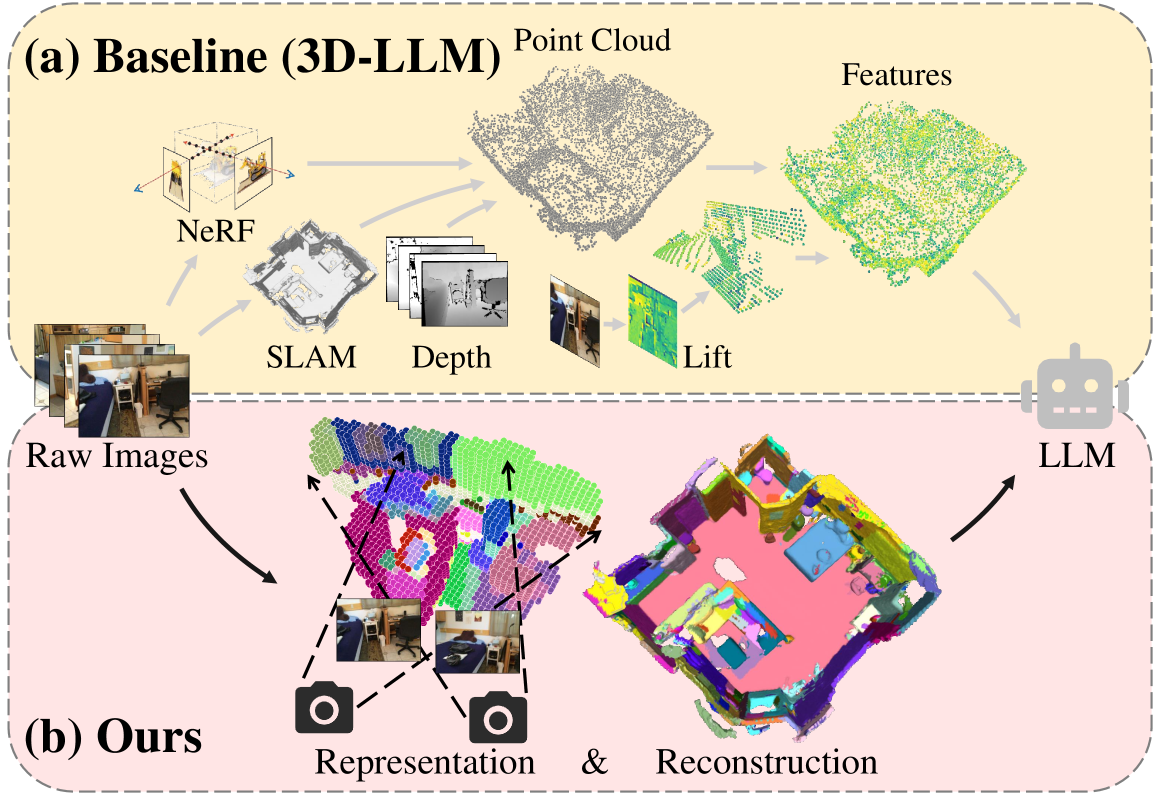 (a) Baseline (3D-LLM)
Point Cloud
Features
NeRF
SLAM
Depth
Lift
Raw Images
LLM
(b) Ours
Representation & Reconstruction